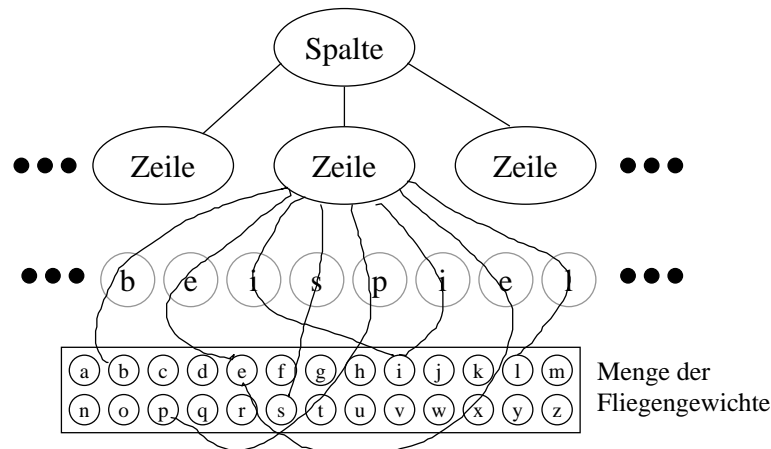 Spalte
••• Zeile Zeile Zeile •••
••• b e i s p i e l •••
a b c d e f g h i j k l m
n o p q r s t u v w x y z
Menge der
Fliegengewichte